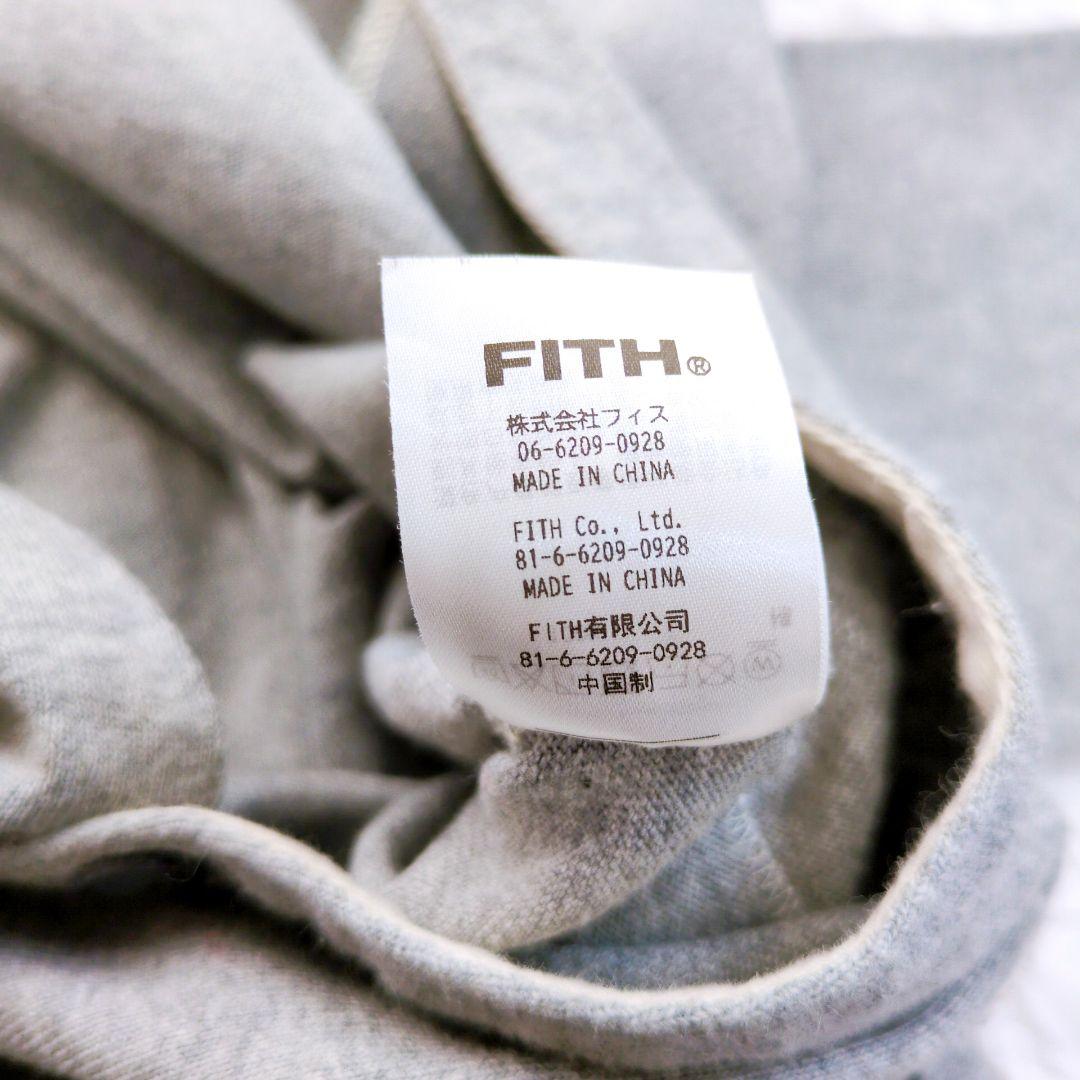 FITH®
株式会社フィス
06-6209-0928
MADE IN CHINA
FITH Co., Ltd.
81-6-6209-0928
MADE IN CHINA
FITH有限公司
81-6-6209-0928
中国制